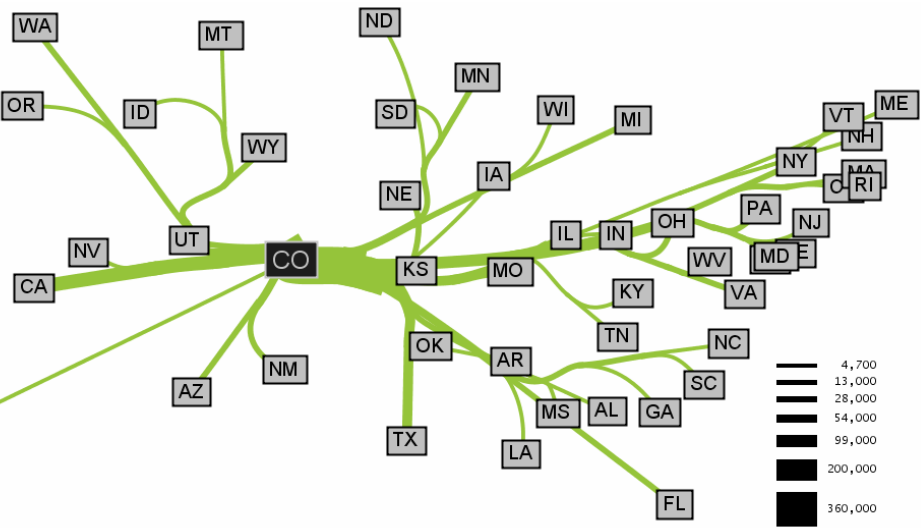 ND
WA
MT
MN
ME
OR
ID
SD
WI
MI
VT
NH
WY
NY
IA
MA
RI
NE
PA
OH
NJ
UT
IL
IN
NV
CO
KS
MO
WV
MD
CA
KY
VA
TN
OK
NC
AR
NM
SC
AZ
MS
AL
GA
TX
LA
FL
4,700
13,000
28,000
54,000
99,000
200,000
360,000